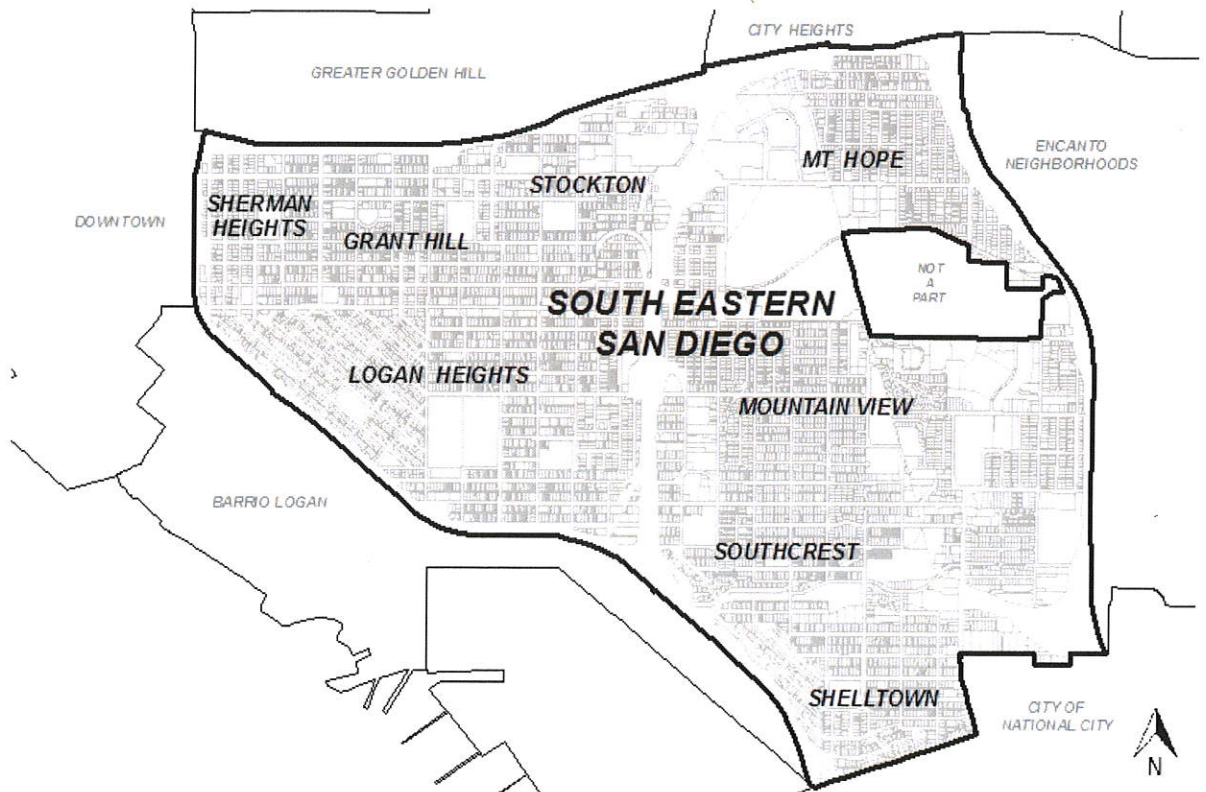 CITY HEIGHTS
GREATER GOLDEN HILL
ENCANTO
NEIGHBORHOODS
MT HOPE
STOCKTON
SHERMAN
HEIGHTS
DOWNTOWN
GRANT HILL
NOT
A
PART
SOUTH EASTERN
SAN DIEGO
LOGAN HEIGHTS
MOUNTAIN VIEW
BARRIO LOGAN
SOUTHCREST
SHELLTOWN
CITY OF
NATIONAL CITY
N